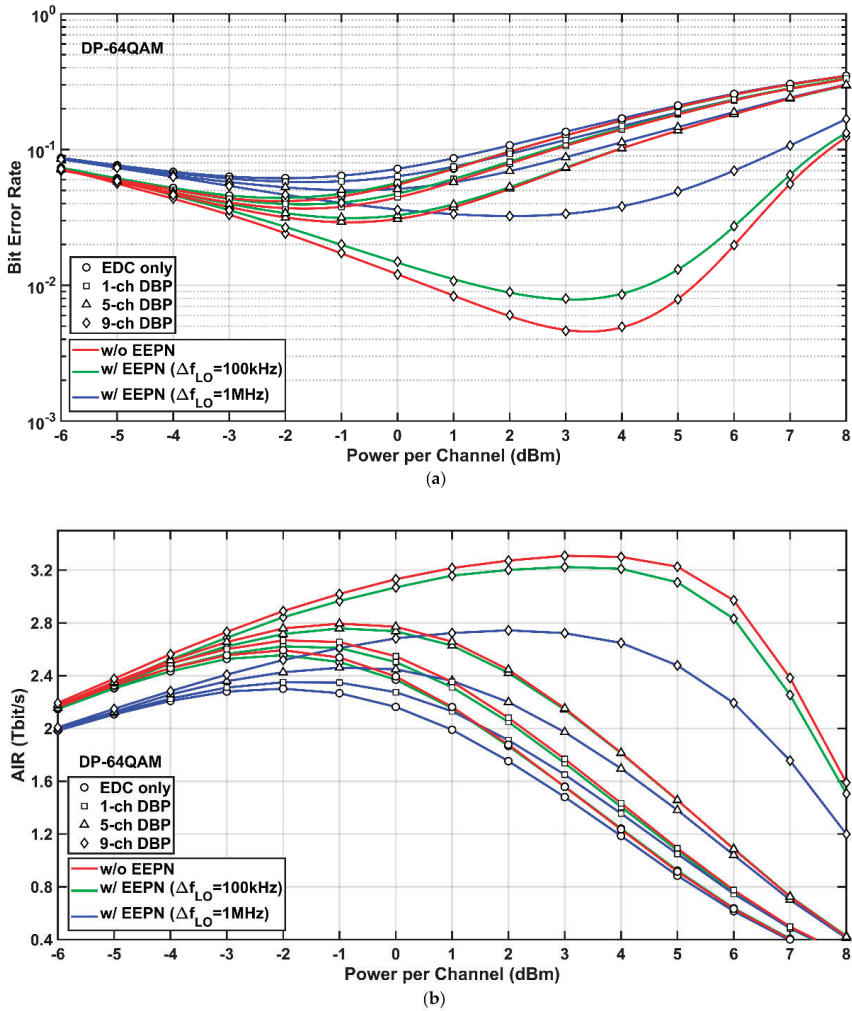 DP-64QAM
Bit Error Rate
10^0
10^-1
10^-2
10^-3
EDC only
1-ch DBP
5-ch DBP
9-ch DBP
w/o EEPN
w/ EEPN (Δf_LO=100kHz)
w/ EEPN (Δf_LO=1MHz)
-6 -5 -4 -3 -2 -1 0 1 2 3 4 5 6 7 8
Power per Channel (dBm)
(a)
AIR (Tbit/s)
3.2
2.8
2.4
2
1.6
1.2
0.8
0.4
DP-64QAM
EDC only
1-ch DBP
5-ch DBP
9-ch DBP
w/o EEPN
w/ EEPN (Δf_LO=100kHz)
w/ EEPN (Δf_LO=1MHz)
-6 -5 -4 -3 -2 -1 0 1 2 3 4 5 6 7 8
Power per Channel (dBm)
(b)